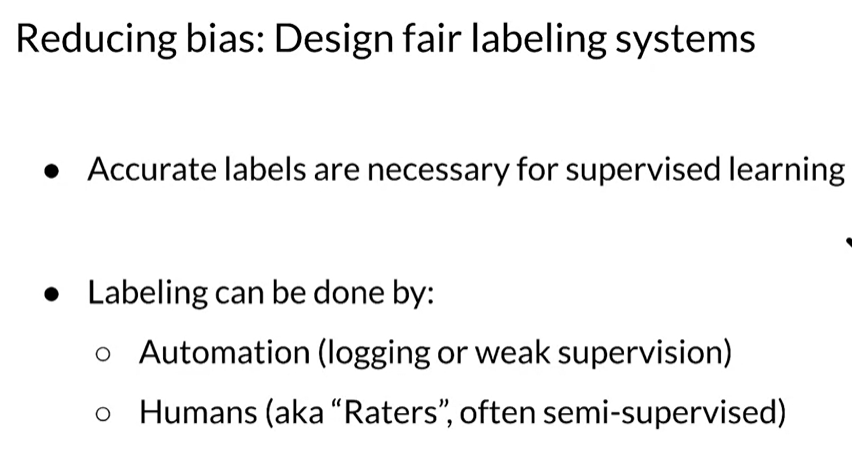 Reducing bias: Design fair labeling systems
● Accurate labels are necessary for supervised learning
● Labeling can be done by:
○ Automation (logging or weak supervision)
○ Humans (aka “Raters”, often semi-supervised)